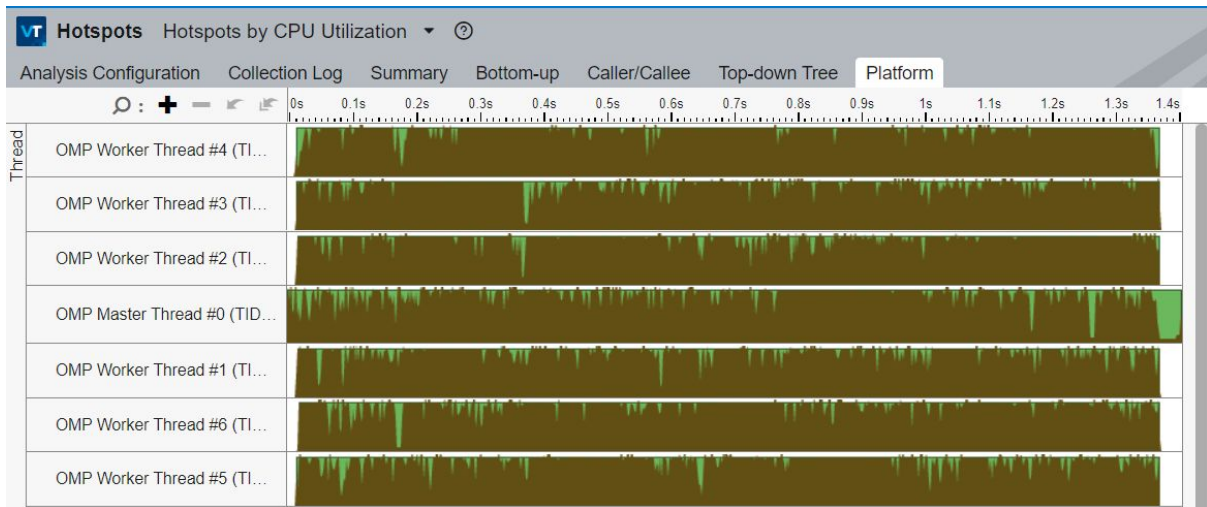 VT Hotspots Hotspots by CPU Utilization ?
Analysis Configuration Collection Log Summary Bottom-up Caller/Callee Top-down Tree Platform
: 0s 0.1s 0.2s 0.3s 0.4s 0.5s 0.6s 0.7s 0.8s 0.9s 1s 1.1s 1.2s 1.3s 1.4s
Thread
OMP Worker Thread #4 (TI...
OMP Worker Thread #3 (TI...
OMP Worker Thread #2 (TI...
OMP Master Thread #0 (TID...
OMP Worker Thread #1 (TI...
OMP Worker Thread #6 (TI...
OMP Worker Thread #5 (TI...